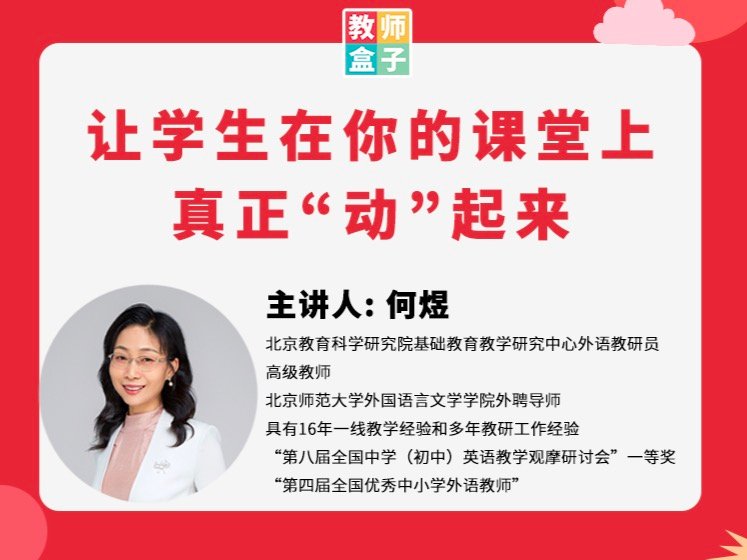 教师
盒子
让学生在你的课堂上
真正“动”起来
主讲人: 何煜
北京教育科学研究院基础教育教学研究中心外语教研员
高级教师
北京师范大学外国语言文学学院外聘导师
具有16年一线教学经验和多年教研工作经验
“第八届全国中学（初中）英语教学观摩研讨会”一等奖
“第四届全国优秀中小学外语教师”